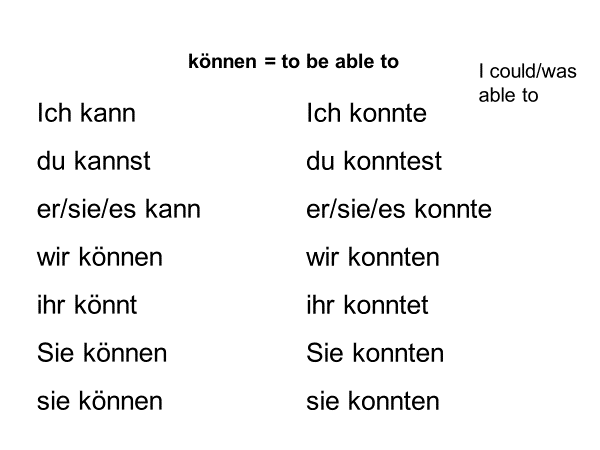 können = to be able to
I could/was
able to
Ich kann
du kannst
er/sie/es kann
wir können
ihr könnt
Sie können
sie können
Ich konnte
du konntest
er/sie/es konnte
wir konnten
ihr konntet
Sie konnten
sie konnten